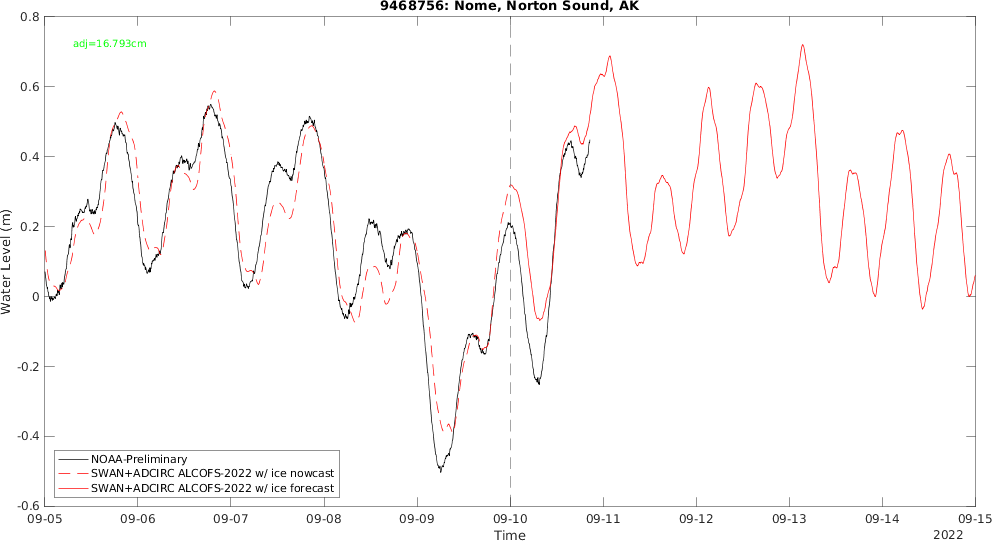 9468756: Nome, Norton Sound, AK
adj=16.793cm
Water Level (m)
0.8
0.6
0.4
0.2
0
-0.2
-0.4
-0.6
NOAA-Preliminary
SWAN+ADCIRC ALCOFS-2022 w/ ice nowcast
SWAN+ADCIRC ALCOFS-2022 w/ ice forecast
09-05 09-06 09-07 09-08 09-09 09-10 09-11 09-12 09-13 09-14 09-15
Time
2022